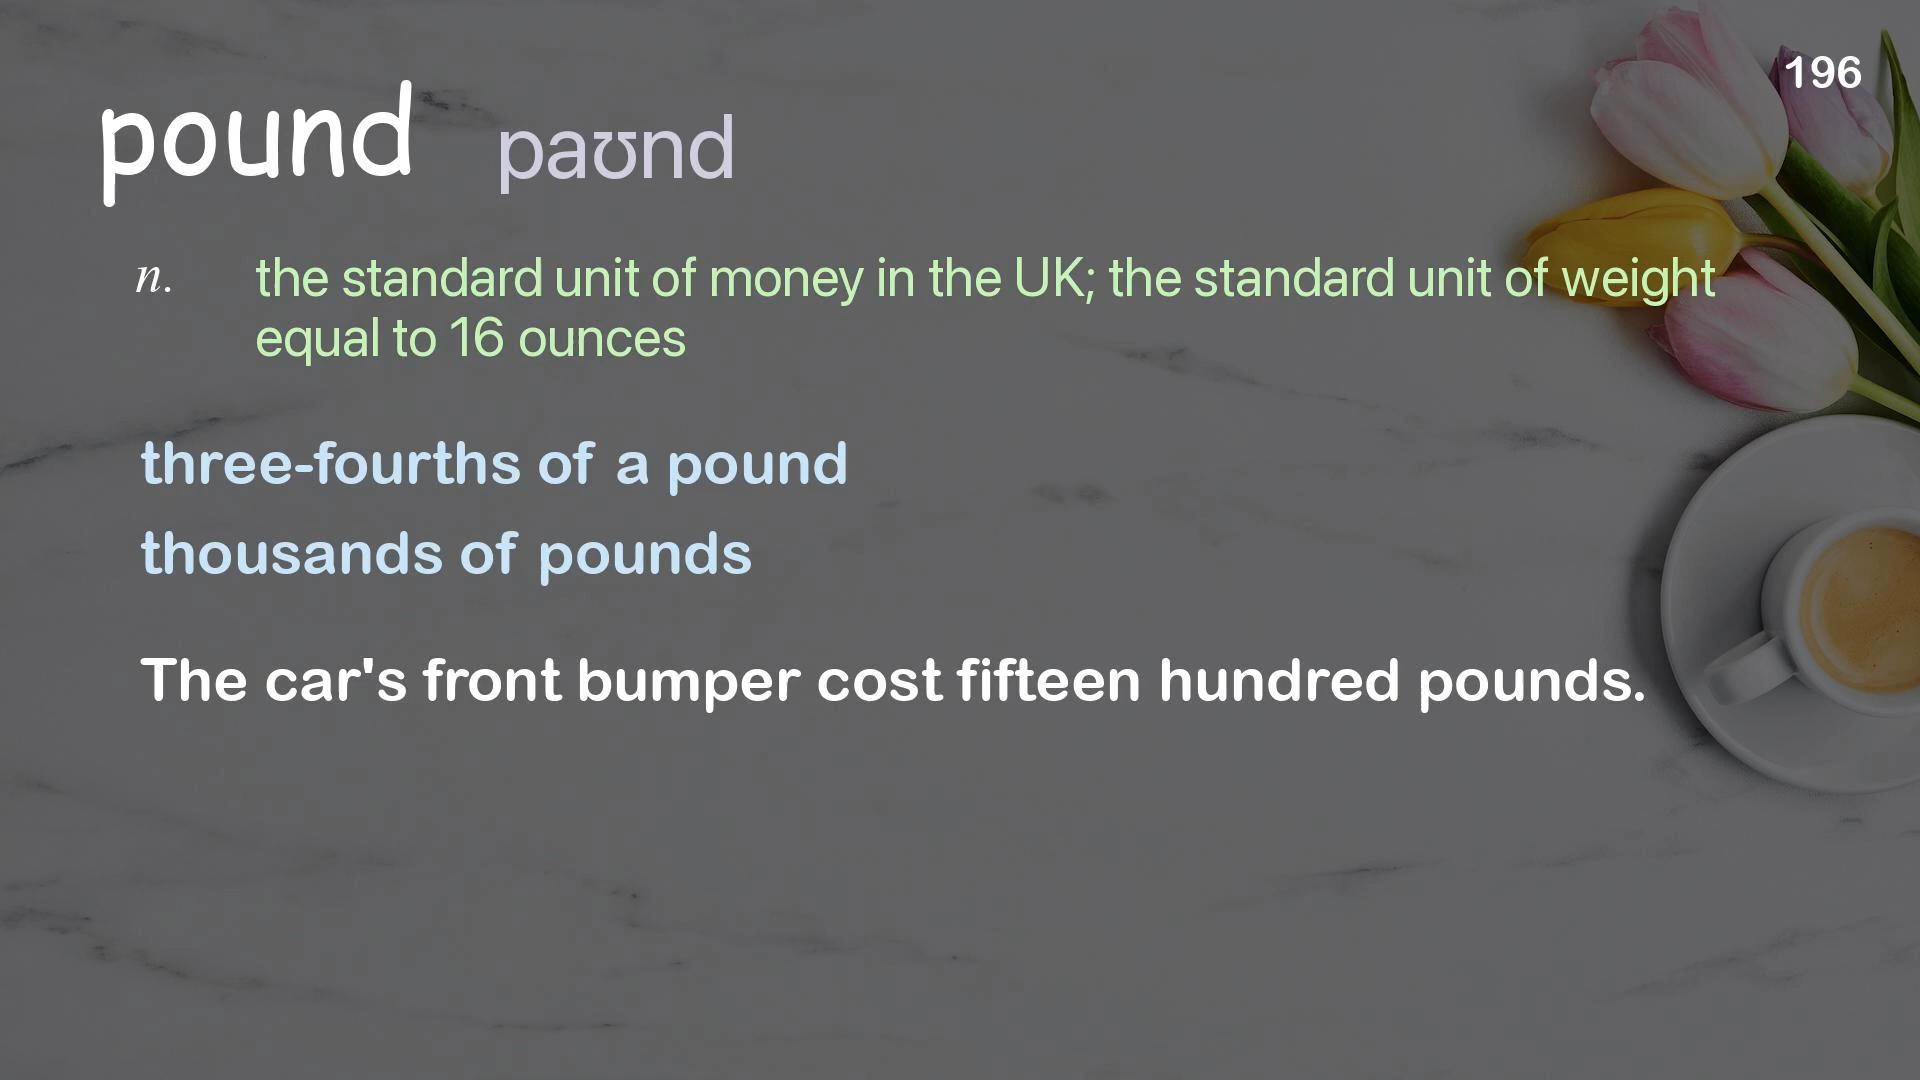 196
pound paʊnd
n. the standard unit of money in the UK; the standard unit of weight
equal to 16 ounces
three-fourths of a pound
thousands of pounds
The car's front bumper cost fifteen hundred pounds.